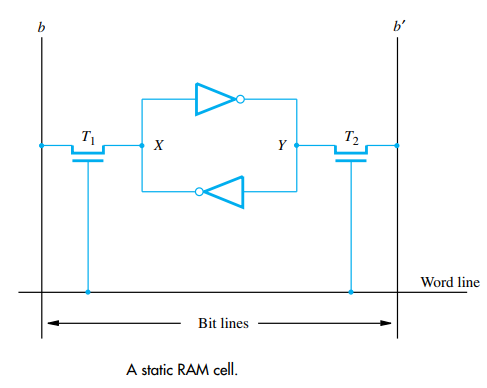 b
b′
T1
X
Y
T2
Word line
Bit lines
A static RAM cell.